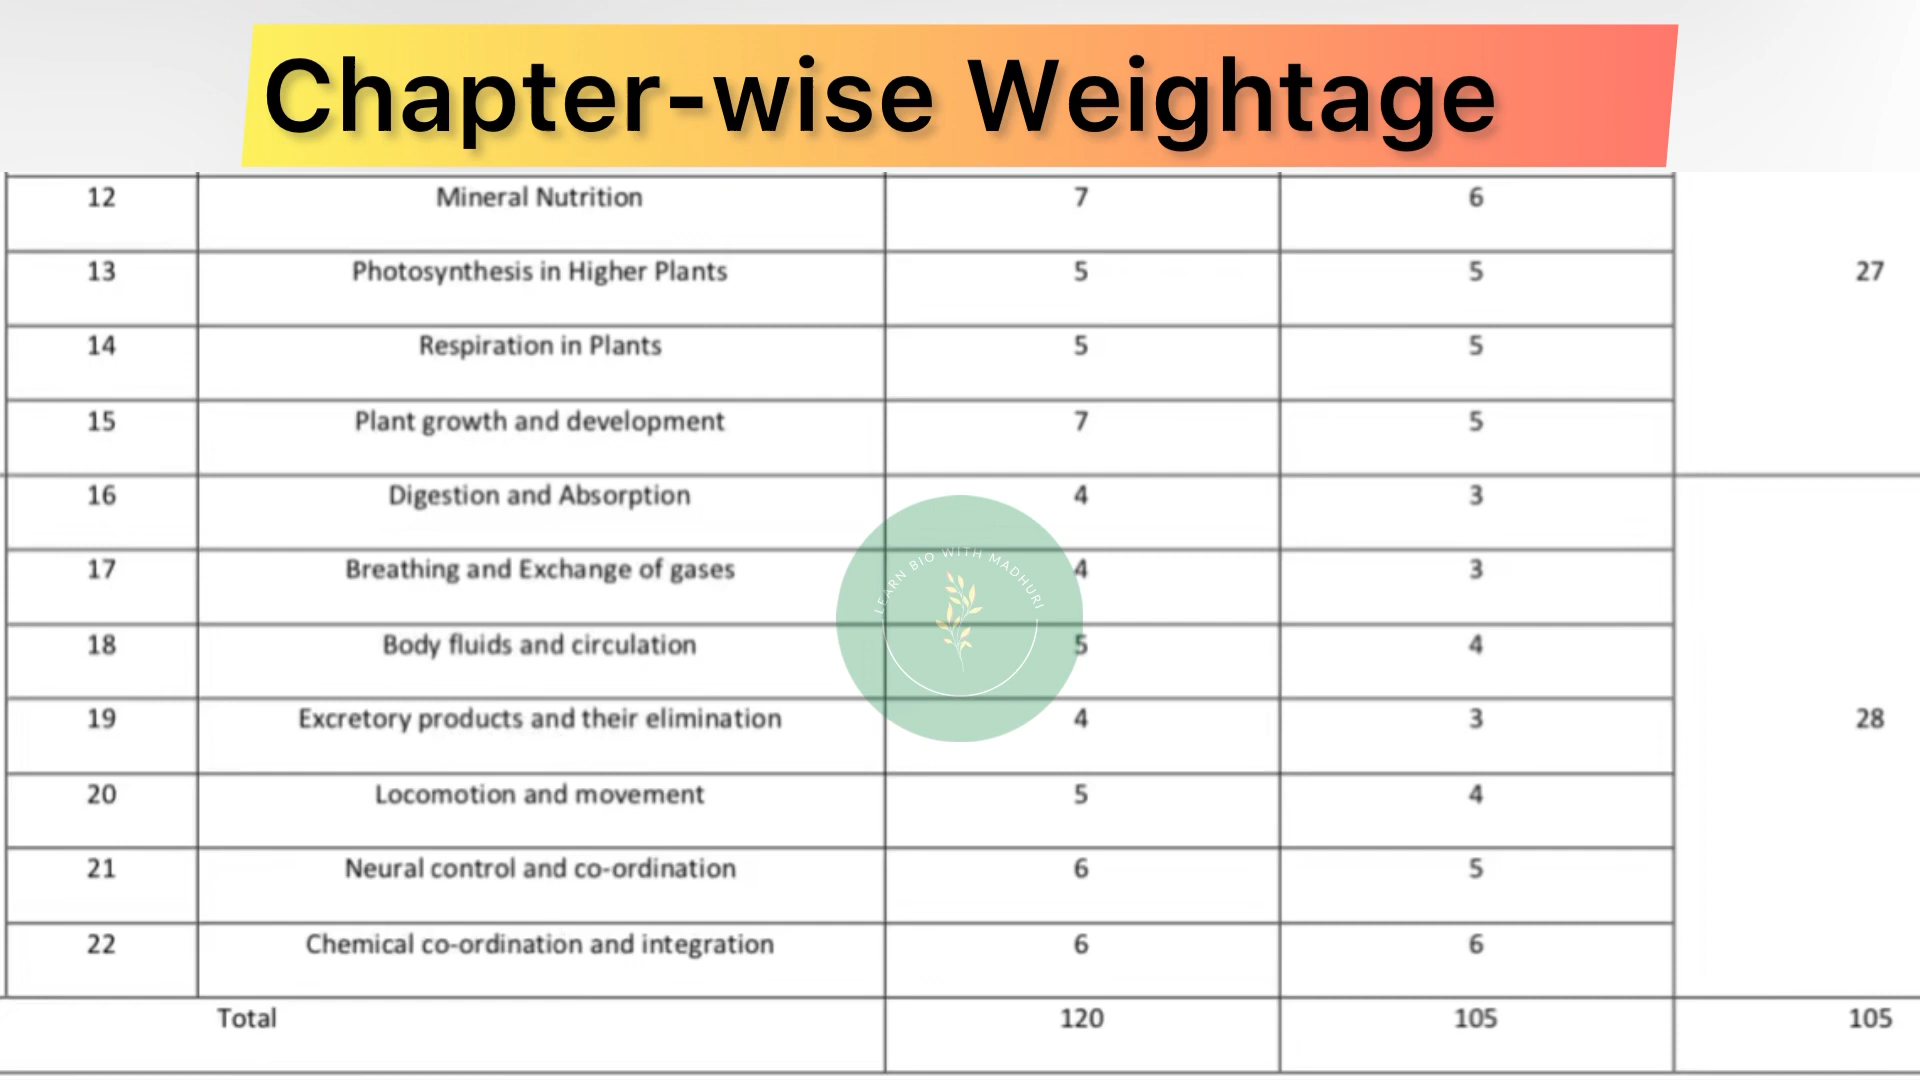 Chapter-wise Weightage
12 Mineral Nutrition 7 6
13 Photosynthesis in Higher Plants 5 5 27
14 Respiration in Plants 5 5
15 Plant growth and development 7 5
16 Digestion and Absorption 4 3
17 Breathing and Exchange of gases 4 3
LEARN BIO WITH MADHURI
18 Body fluids and circulation 5 4
19 Excretory products and their elimination 4 3 28
20 Locomotion and movement 5 4
21 Neural control and co-ordination 6 5
22 Chemical co-ordination and integration 6 6
Total 120 105 105